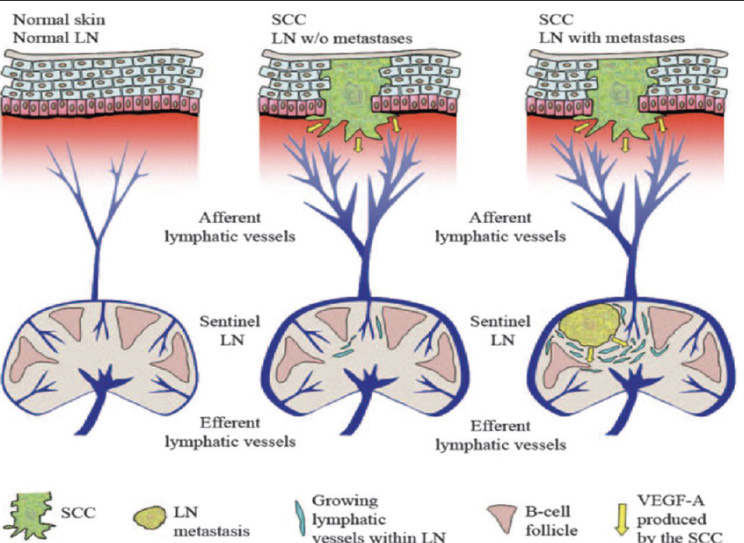 Normal skin
Normal LN
SCC
LN w/o metastases
SCC
LN with metastases
Afferent
lymphatic vessels
Afferent
lymphatic vessels
Sentinel
LN
Sentinel
LN
Efferent
lymphatic vessels
Efferent
lymphatic vessels
SCC
LN
metastasis
Growing
lymphatic
vessels within LN
B-cell
follicle
VEGF-A
produced
by the SCC